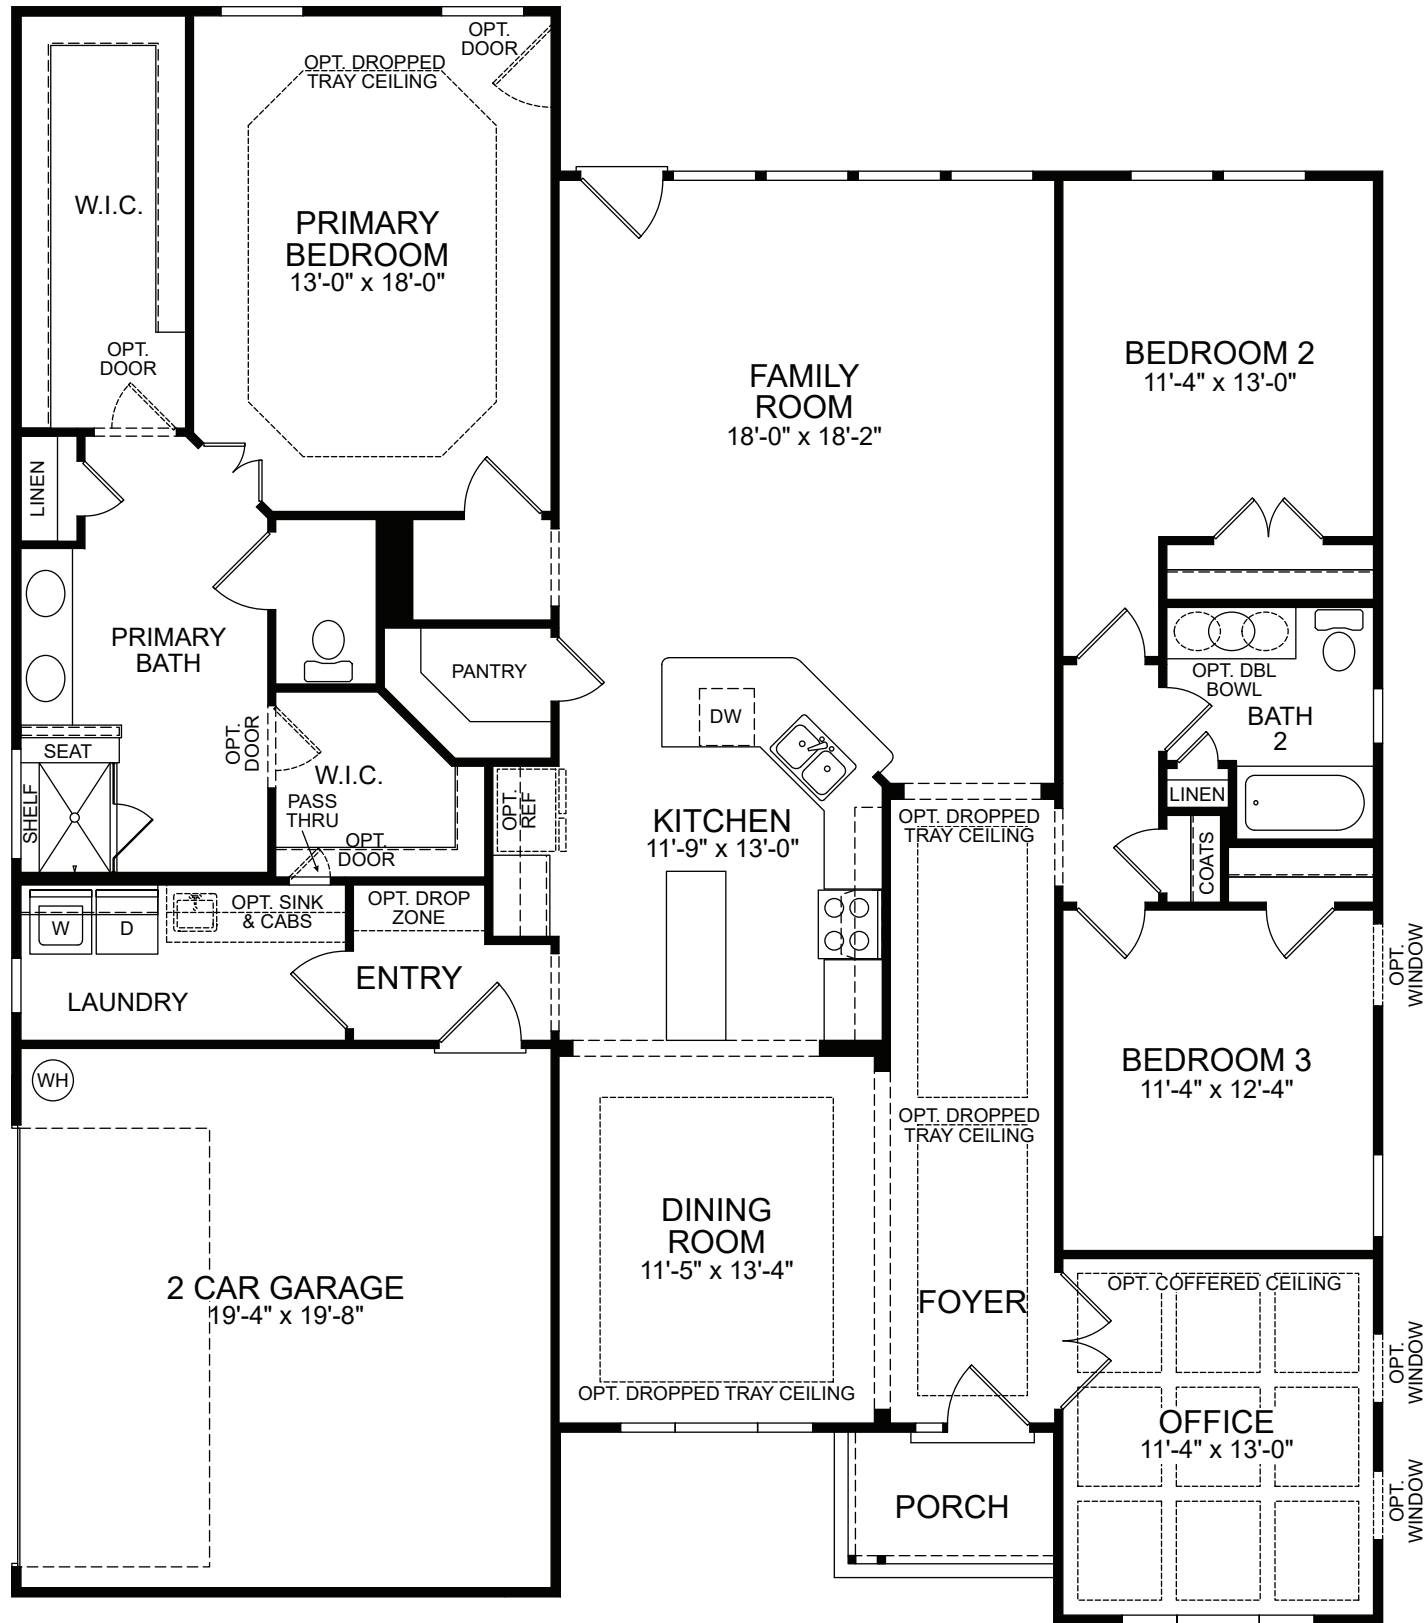 OPT.
DOOR
OPT. DROPPED
TRAY CEILING
W.I.C.
PRIMARY
BEDROOM
13'-0" x 18'-0"
OPT.
DOOR
FAMILY
ROOM
18'-0" x 18'-2"
BEDROOM 2
11'-4" x 13'-0"
LINEN
PRIMARY
BATH
PANTRY
OPT. DBL
BOWL
BATH
2
DW
SEAT
OPT.
DOOR
W.I.C.
SHELF
PASS
THRU
OPT.
DOOR
OPT.
REF
KITCHEN
11'-9" x 13'-0"
OPT. DROPPED
TRAY CEILING
LINEN
COATS
W
D
OPT. SINK
& CABS
OPT. DROP
ZONE
LAUNDRY
ENTRY
OPT.
WINDOW
WH
BEDROOM 3
11'-4" x 12'-4"
OPT. DROPPED
TRAY CEILING
DINING
ROOM
11'-5" x 13'-4"
2 CAR GARAGE
19'-4" x 19'-8"
FOYER
OPT. COFFERED CEILING
OPT.
WINDOW
OPT. DROPPED TRAY CEILING
OFFICE
11'-4" x 13'-0"
PORCH
OPT.
WINDOW